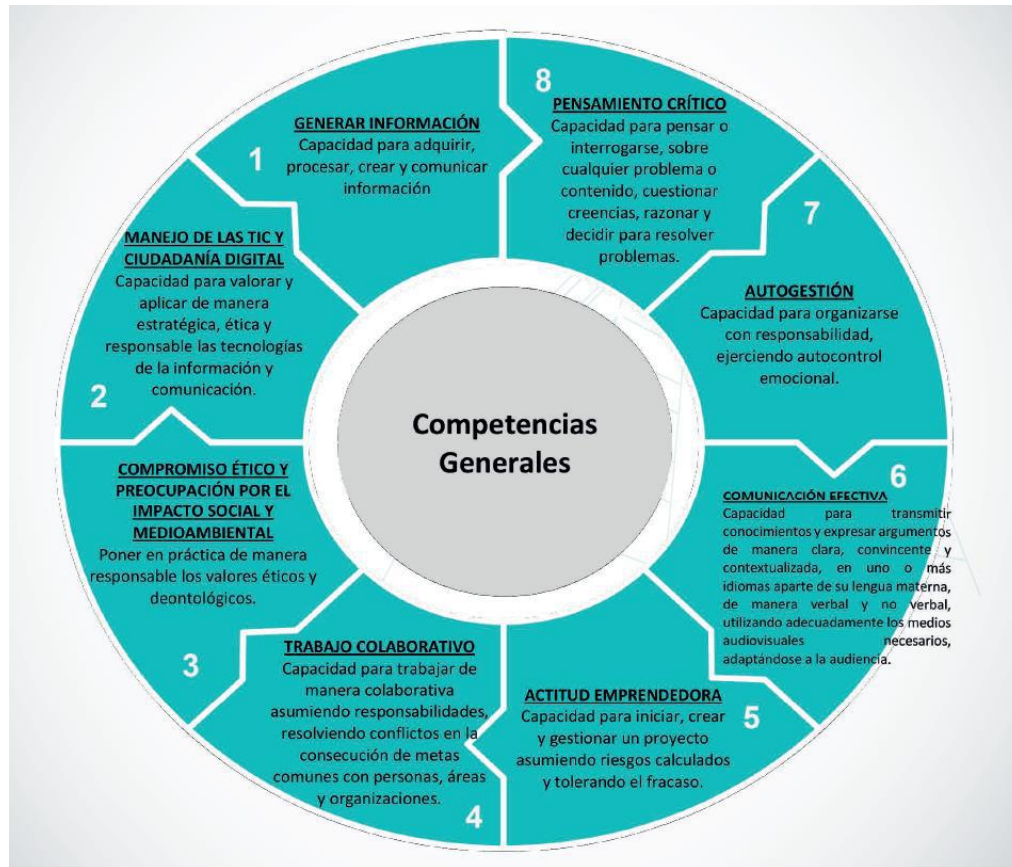 1
GENERAR INFORMACIÓN
Capacidad para adquirir,
procesar, crear y comunicar
información
2
MANEJO DE LAS TIC Y
CIUDADANÍA DIGITAL
Capacidad para valorar y
aplicar de manera
estratégica, ética y
responsable las tecnologías
de la información y
comunicación.
3
COMPROMISO ÉTICO Y
PREOCUPACIÓN POR EL
IMPACTO SOCIAL Y
MEDIOAMBIENTAL
Poner en práctica de manera
responsable los valores éticos y
deontológicos.
4
TRABAJO COLABORATIVO
Capacidad para trabajar de
manera colaborativa
asumiendo responsabilidades,
resolviendo conflictos en la
consecución de metas
comunes con personas, áreas
y organizaciones.
5
ACTITUD EMPRENDEDORA
Capacidad para iniciar, crear
y gestionar un proyecto
asumiendo riesgos calculados
y tolerando el fracaso.
6
COMUNICACIÓN EFECTIVA
Capacidad para transmitir
conocimientos y expresar argumentos
de manera clara, convincente y
contextualizada, en uno o más
idiomas aparte de su lengua materna,
de manera verbal y no verbal,
utilizando adecuadamente los medios
audiovisuales necesarios,
adaptándose a la audiencia.
7
AUTOGESTIÓN
Capacidad para organizarse
con responsabilidad,
ejerciendo autocontrol
emocional.
8
PENSAMIENTO CRÍTICO
Capacidad para pensar o
interrogarse, sobre
cualquier problema o
contenido, cuestionar
creencias, razonar y
decidir para resolver
problemas.
Competencias
Generales